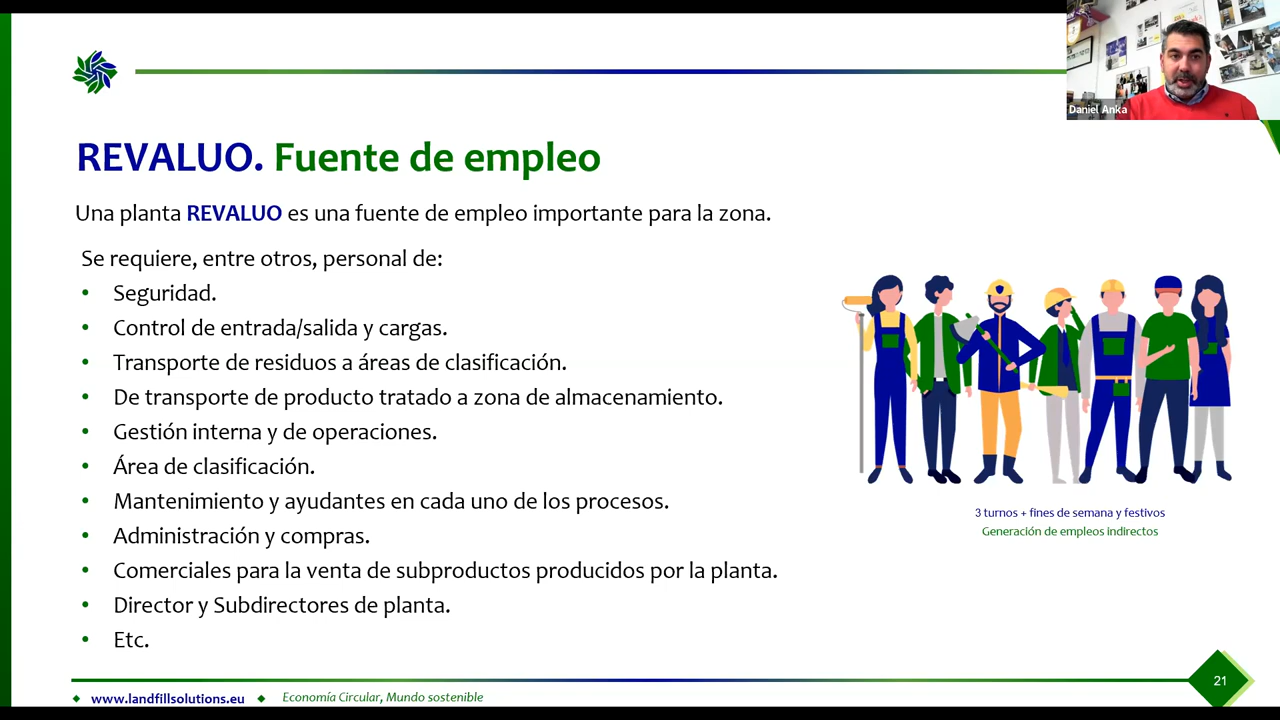 Daniel Anka
REVALUO. Fuente de empleo
Una planta REVALUO es una fuente de empleo importante para la zona.
Se requiere, entre otros, personal de:
• Seguridad.
• Control de entrada/salida y cargas.
• Transporte de residuos a áreas de clasificación.
• De transporte de producto tratado a zona de almacenamiento.
• Gestión interna y de operaciones.
• Área de clasificación.
• Mantenimiento y ayudantes en cada uno de los procesos.
• Administración y compras.
• Comerciales para la venta de subproductos producidos por la planta.
• Director y Subdirectores de planta.
• Etc.
3 turnos + fines de semana y festivos
Generación de empleos indirectos
www.landfillsolutions.eu
Economía Circular, Mundo sostenible
21